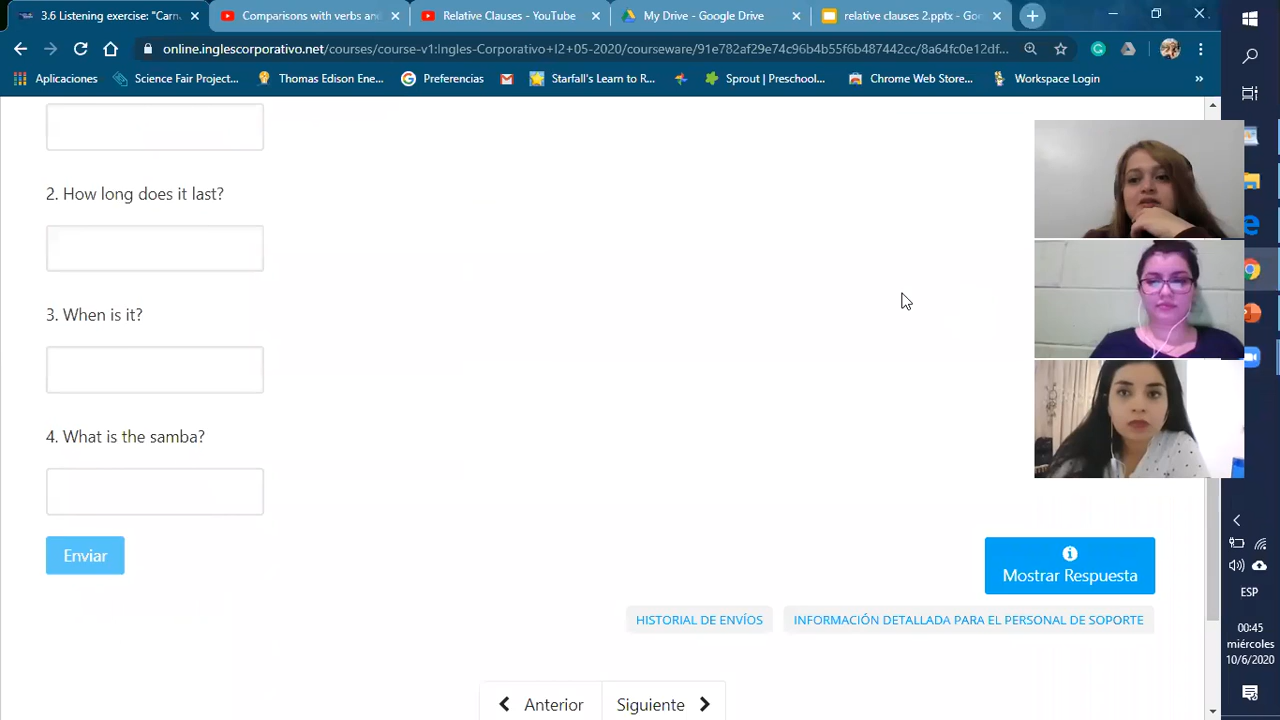 3.6 Listening exercise: "Carna
Comparisons with verbs and
Relative Clauses - YouTube
My Drive - Google Drive
relative clauses 2.pptx - Goo
online.inglescorporativo.net/courses/course-v1:Ingles-Corporativo+I2+05-2020/courseware/91e782af29e74c96b4b55f6b487442cc/8a64fc0e12df...
Aplicaciones
Science Fair Project...
Thomas Edison Ene...
Preferencias
Starfall's Learn to R...
Sprout | Preschool...
Chrome Web Store...
Workspace Login
2. How long does it last?
3. When is it?
4. What is the samba?
Enviar
Mostrar Respuesta
HISTORIAL DE ENVÍOS
INFORMACIÓN DETALLADA PARA EL PERSONAL DE SOPORTE
Anterior
Siguiente
ESP
00:45
miércoles
10/6/2020